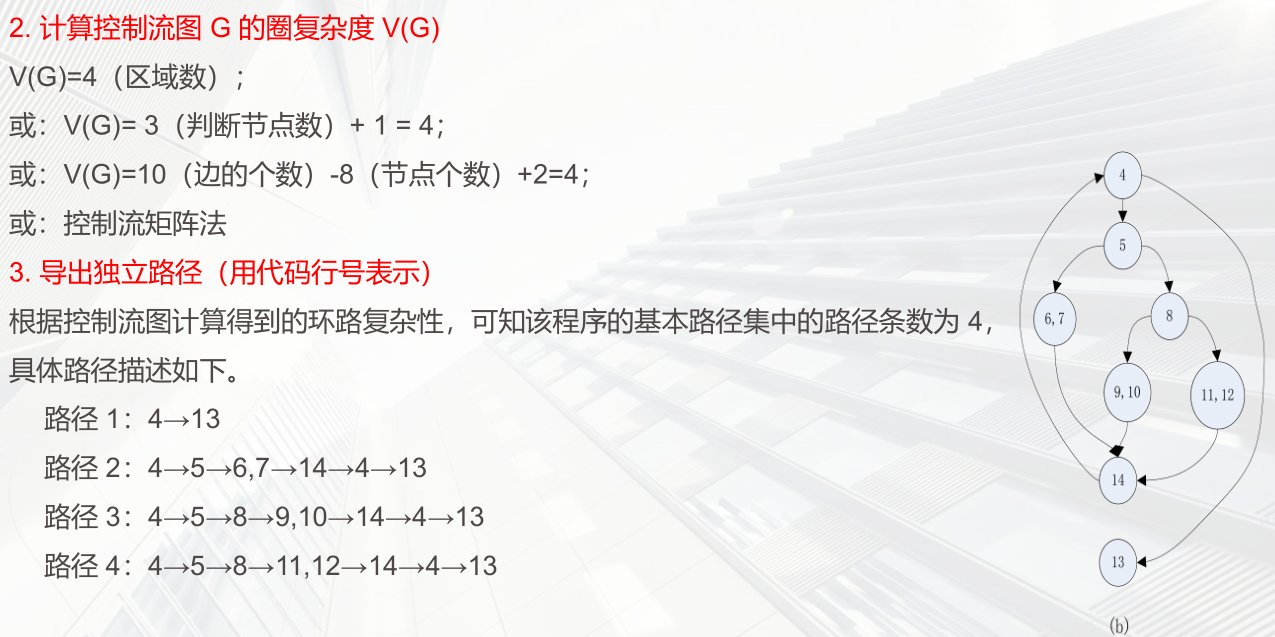 2. 计算控制流图 G 的圈复杂度 V(G)
V(G)=4（区域数）;
或：V(G)= 3（判断节点数）+ 1 = 4;
或：V(G)=10（边的个数）-8（节点个数）+2=4;
或：控制流矩阵法
3. 导出独立路径（用代码行号表示）
根据控制流图计算得到的环路复杂性，可知该程序的基本路径集中的路径条数为 4，
具体路径描述如下。
路径 1：4→13
路径 2：4→5→6,7→14→4→13
路径 3：4→5→8→9,10→14→4→13
路径 4：4→5→8→11,12→14→4→13
4
5
6,7
8
9,10
11,12
14
13
(b)